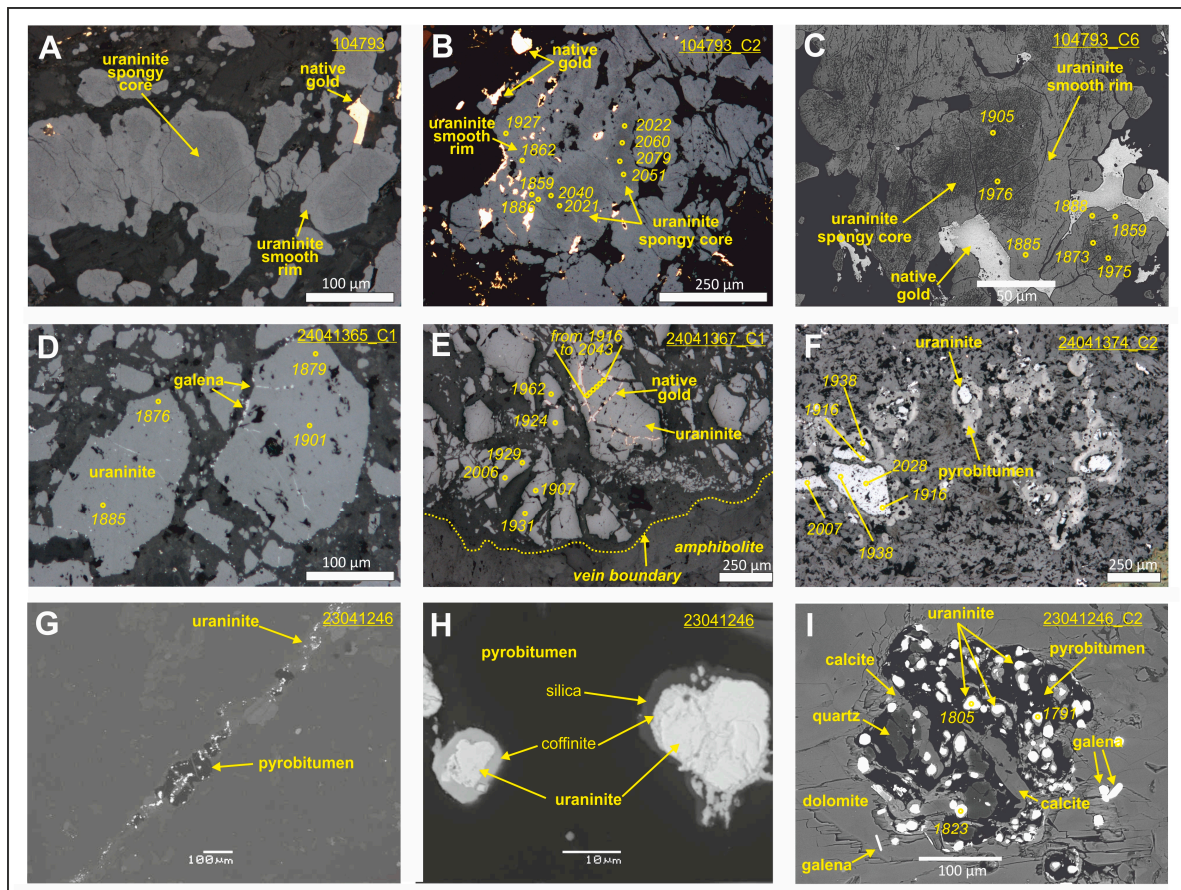 A
104793
uraninite
spongy
core
native
gold
uraninite
smooth
rim
100 µm
B
104793_C2
native
gold
1927
uraninite
smooth
rim
1862
1859
1886
2040
2021
2022
2060
2079
2051
uraninite
spongy core
250 µm
C
104793_C6
uraninite
smooth rim
1905
1976
uraninite
spongy core
native
gold
1888
1859
1885
1873
1975
50 µm
D
24041365_C1
galena
1879
1876
1901
uraninite
1885
100 µm
E
24041367_C1
from 1916
to 2043
1962
native
gold
1924
uraninite
1929
2006
1907
1931
amphibolite
vein boundary
250 µm
F
24041374_C2
uraninite
1938
1916
pyrobitumen
2028
1916
2007
1938
250 µm
G
23041246
uraninite
pyrobitumen
100µm
H
23041246
pyrobitumen
silica
coffinite
uraninite
10µm
I
23041246_C2
uraninite
pyrobitumen
calcite
quartz
1805
1791
galena
dolomite
calcite
1823
galena
100 µm